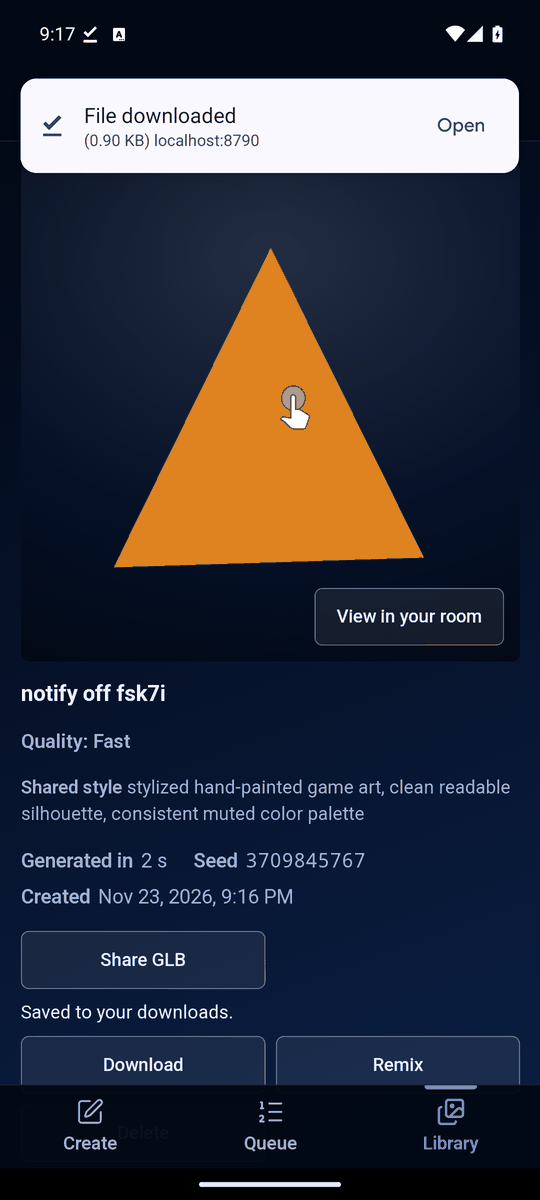 9:17
A
File downloaded
(0.90 KB) localhost:8790
Open
View in your room
notify off fsk7i
Quality: Fast
Shared style stylized hand-painted game art, clean readable
silhouette, consistent muted color palette
Generated in 2 s Seed 3709845767
Created Nov 23, 2026, 9:16 PM
Share GLB
Saved to your downloads.
Download
Remix
Delete
Create
Queue
Library